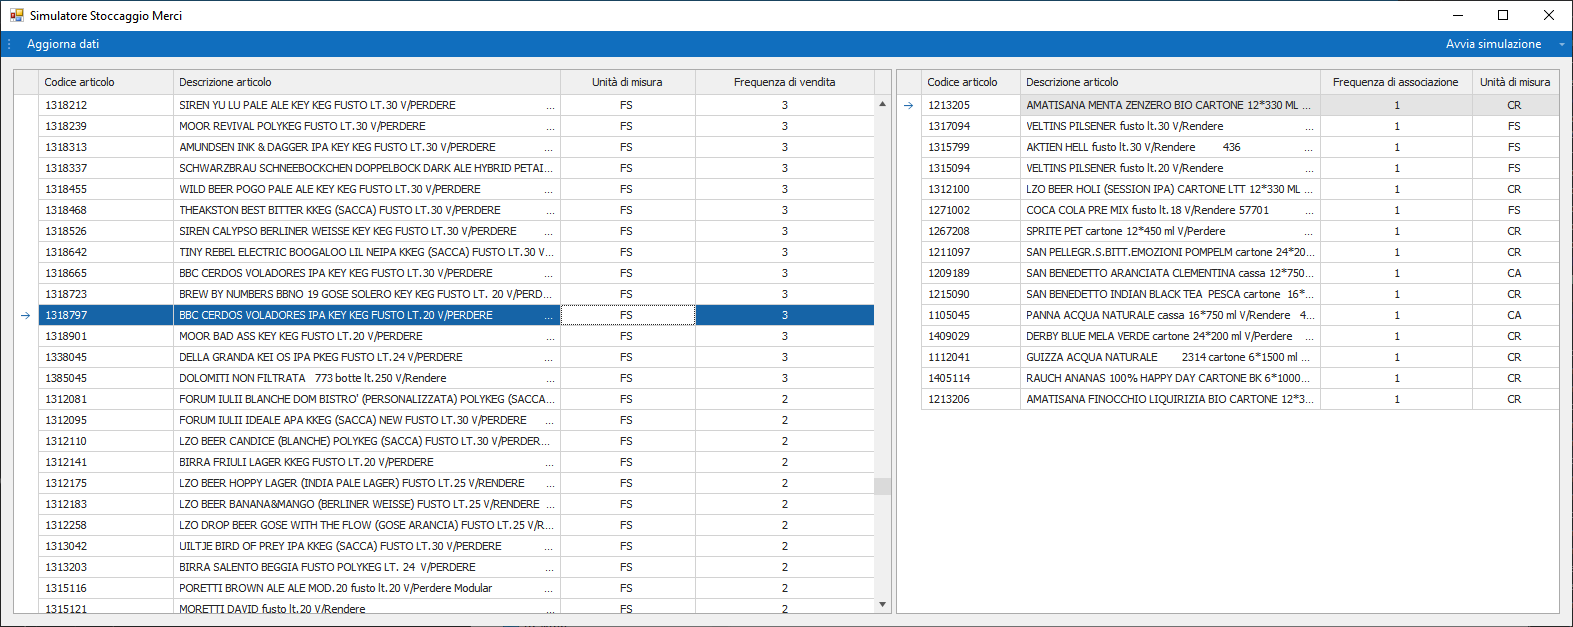 Simulatore Stoccaggio Merci
Aggiorna dati Avvia simulazione
Codice articolo Descrizione articolo Unità di misura Frequenza di vendita
1318212 SIREN YU LU PALE ALE KEY KEG FUSTO LT.30 V/PERDERE ... FS 3
1318239 MOOR REVIVAL POLYKEG FUSTO LT.30 V/PERDERE ... FS 3
1318313 AMUNDSEN INK & DAGGER IPA KEY KEG FUSTO LT.30 V/PERDERE ... FS 3
1318337 SCHWARZBRAU SCHNEEBOCKCHEN DOPPELBOCK DARK ALE HYBRID PETAI... FS 3
1318455 WILD BEER POGO PALE ALE KEY KEG FUSTO LT.30 V/PERDERE ... FS 3
1318468 THEAKSTON BEST BITTER KKEG (SACCA) FUSTO LT.30 V/PERDERE ... FS 3
1318526 SIREN CALYPSO BERLINER WEISSE KEY KEG FUSTO LT.30 V/PERDERE ... FS 3
1318642 TINY REBEL ELECTRIC BOOGALOO LIL NEIPA KKEG (SACCA) FUSTO LT.30 V... FS 3
1318665 BBC CERDOS VOLADORES IPA KEY KEG FUSTO LT.30 V/PERDERE ... FS 3
1318723 BREW BY NUMBERS BBNO 19 GOSE SOLERO KEY KEG FUSTO LT. 20 V/PERD... FS 3
1318797 BBC CERDOS VOLADORES IPA KEY KEG FUSTO LT.20 V/PERDERE ... FS 3
1318901 MOOR BAD ASS KEY KEG FUSTO LT.20 V/PERDERE ... FS 3
1338045 DELLA GRANDA KEI OS IPA PKEG FUSTO LT.24 V/PERDERE ... FS 3
1385045 DOLOMITI NON FILTRATA 773 botte lt.250 V/Rendere ... FS 3
1312081 FORUM IULII BLANCHE DOM BISTRO' (PERSONALIZZATA) POLYKEG (SACCA... FS 2
1312095 FORUM IULII IDEALE APA KKEG (SACCA) NEW FUSTO LT.30 V/PERDERE ... FS 2
1312110 LZO BEER CANDICE (BLANCHE) POLYKEG (SACCA) FUSTO LT.30 V/PERDER... FS 2
1312141 BIRRA FRIULI LAGER KKEG FUSTO LT.20 V/PERDERE ... FS 2
1312175 LZO BEER HOPPY LAGER (INDIA PALE LAGER) FUSTO LT.25 V/RENDERE ... FS 2
1312183 LZO BEER BANANA&MANGO (BERLINER WEISSE) FUSTO LT.25 V/RENDERE ... FS 2
1312258 LZO DROP BEER GOSE WITH THE FLOW (GOSE ARANCIA) FUSTO LT.25 V/R... FS 2
1313042 UILTJE BIRD OF PREY IPA KKEG (SACCA) FUSTO LT.30 V/PERDERE ... FS 2
1313203 BIRRA SALENTO BEGGIA FUSTO POLYKEG LT. 24 V/PERDERE ... FS 2
1315116 PORETTI BROWN ALE ALE MOD.20 fusto lt.20 V/Perdere Modular ... FS 2
1315121 MORETTI DAVID fusto lt.20 V/Rendere ... FS 2
Codice articolo Descrizione articolo Frequenza di associazione Unità di misura
1213205 AMATISANA MENTA ZENZERO BIO CARTONE 12*330 ML ... 1 CR
1317094 VELTINS PILSENER fusto lt.30 V/Rendere ... 1 FS
1315799 AKTIEN HELL fusto lt.30 V/Rendere 436 ... 1 FS
1315094 VELTINS PILSENER fusto lt.20 V/Rendere ... 1 FS
1312100 LZO BEER HOLI (SESSION IPA) CARTONE LTT 12*330 ML ... 1 CR
1271002 COCA COLA PRE MIX fusto lt.18 V/Rendere 57701 ... 1 FS
1267208 SPRITE PET cartone 12*450 ml V/Perdere ... 1 CR
1211097 SAN PELLEGR.S.BITT.EMOZIONI POMPELM cartone 24*20... 1 CR
1209189 SAN BENEDETTO ARANCIATA CLEMENTINA cassa 12*750... 1 CA
1215090 SAN BENEDETTO INDIAN BLACK TEA PESCA cartone 16*... 1 CR
1105045 PANNA ACQUA NATURALE cassa 16*750 ml V/Rendere 4... 1 CA
1409029 DERBY BLUE MELA VERDE cartone 24*200 ml V/Perdere ... 1 CR
1112041 GUIZZA ACQUA NATURALE 2314 cartone 6*1500 ml ... 1 CR
1405114 RAUCH ANANAS 100% HAPPY DAY CARTONE BK 6*1000... 1 CR
1213206 AMATISANA FINOCCHIO LIQUIRIZIA BIO CARTONE 12*3... 1 CR